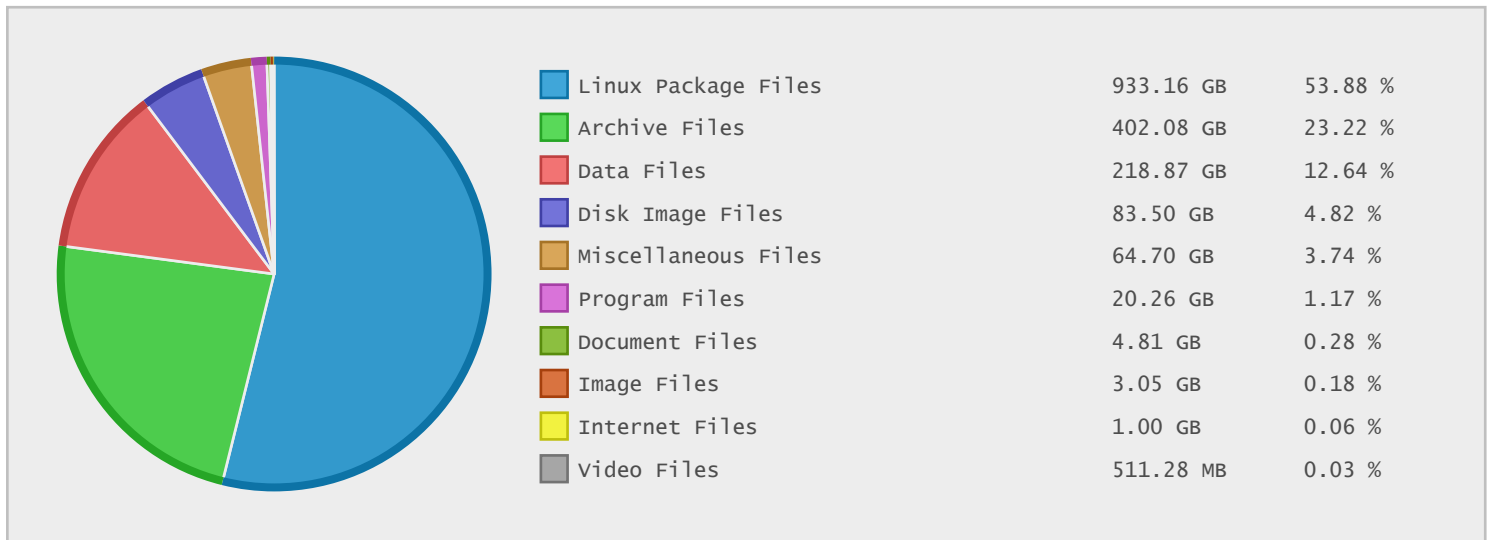 Linux Package Files 933.16 GB 53.88 %
Archive Files 402.08 GB 23.22 %
Data Files 218.87 GB 12.64 %
Disk Image Files 83.50 GB 4.82 %
Miscellaneous Files 64.70 GB 3.74 %
Program Files 20.26 GB 1.17 %
Document Files 4.81 GB 0.28 %
Image Files 3.05 GB 0.18 %
Internet Files 1.00 GB 0.06 %
Video Files 511.28 MB 0.03 %